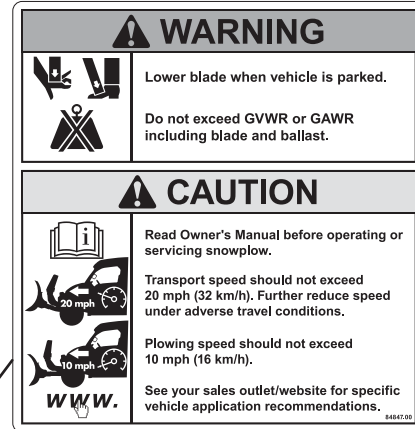 WARNING
Lower blade when vehicle is parked.
Do not exceed GVWR or GAWR
including blade and ballast.
CAUTION
Read Owner's Manual before operating or
servicing snowplow.
Transport speed should not exceed
20 mph (32 km/h). Further reduce speed
under adverse travel conditions.
20 mph
Plowing speed should not exceed
10 mph (16 km/h).
10 mph
See your sales outlet/website for specific
vehicle application recommendations.
www.
84847.00